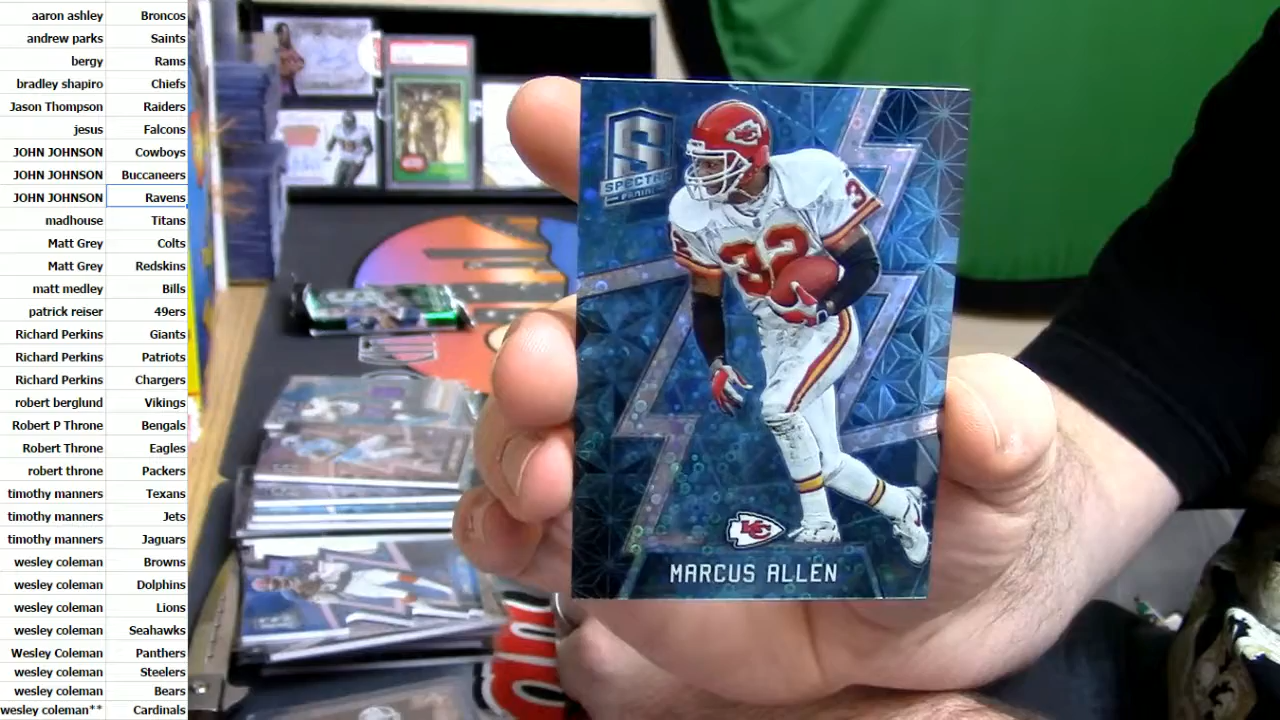 aaron ashley Broncos
andrew parks Saints
bergy Rams
bradley shapiro Chiefs
Jason Thompson Raiders
jesus Falcons
JOHN JOHNSON Cowboys
JOHN JOHNSON Buccaneers
JOHN JOHNSON Ravens
madhouse Titans
Matt Grey Colts
Matt Grey Redskins
matt medley Bills
patrick reiser 49ers
Richard Perkins Giants
Richard Perkins Patriots
Richard Perkins Chargers
robert berglund Vikings
Robert P Throne Bengals
Robert Throne Eagles
robert throne Packers
timothy manners Texans
timothy manners Jets
timothy manners Jaguars
wesley coleman Browns
wesley coleman Dolphins
wesley coleman Lions
wesley coleman Seahawks
Wesley Coleman Panthers
wesley coleman Steelers
wesley coleman Bears
wesley coleman** Cardinals
S
SPECTRA
PANINI
KC
32
32
KC
MARCUS ALLEN